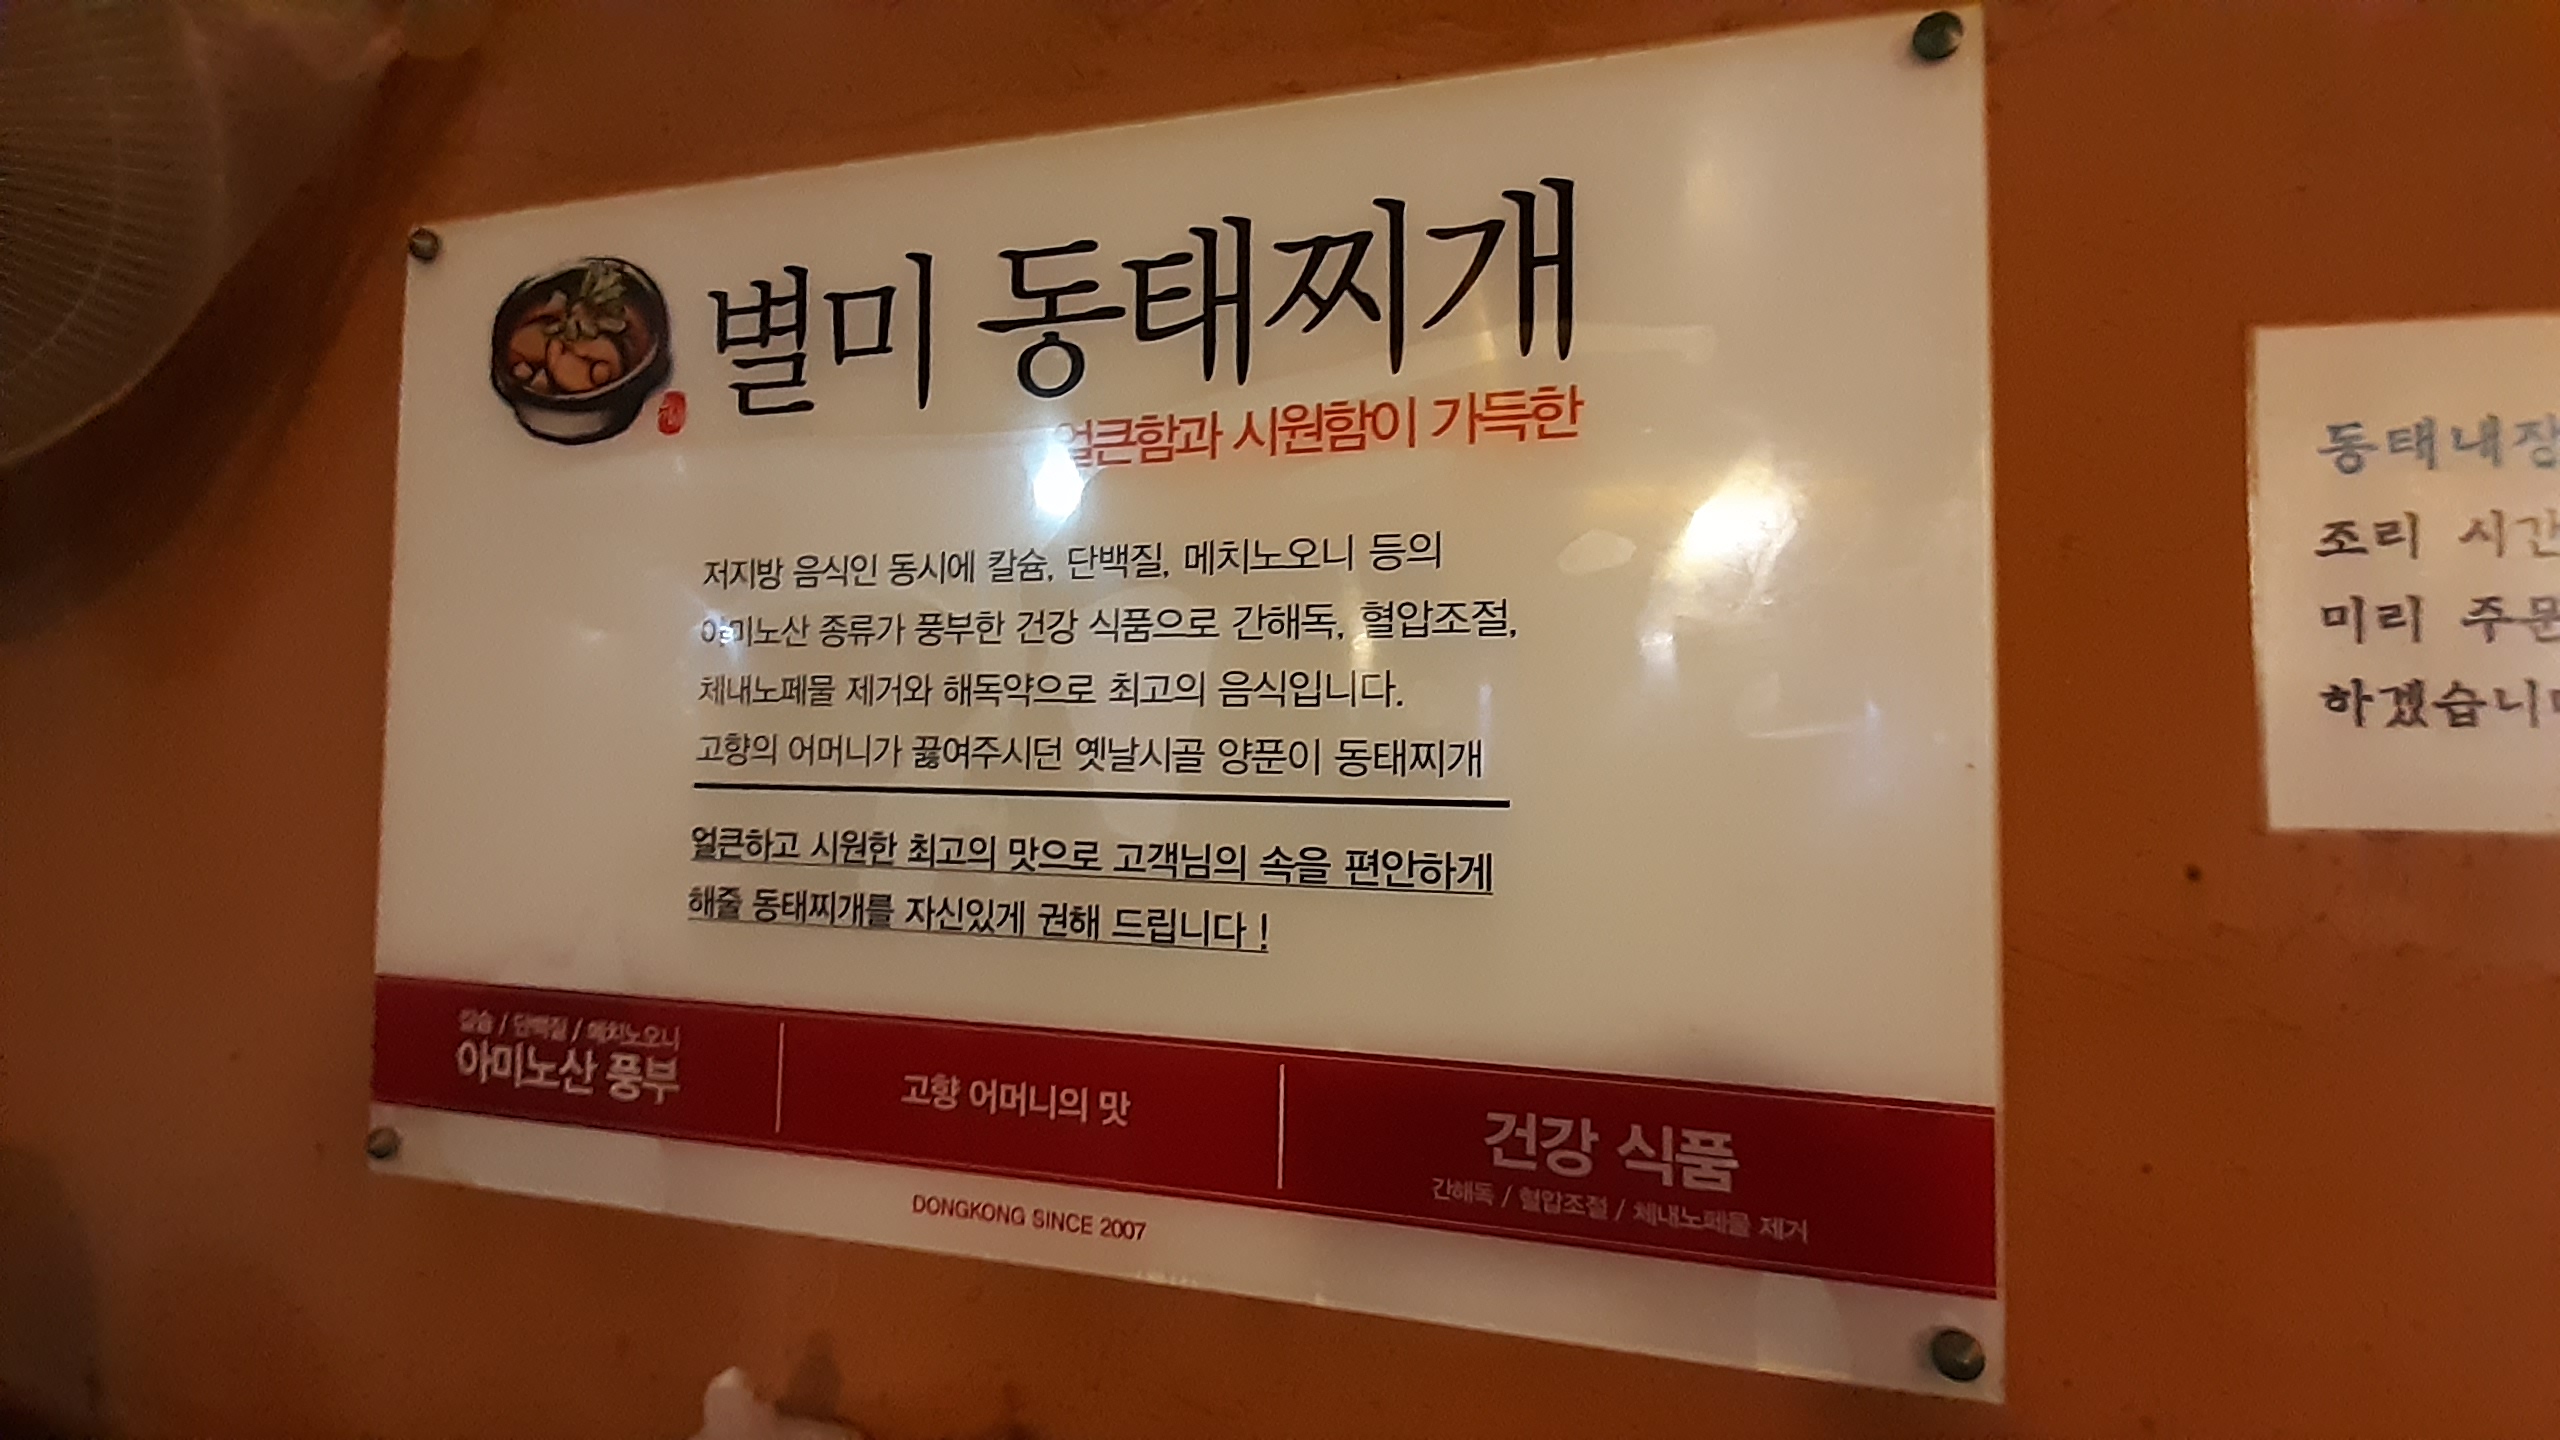 별미 동태찌개
얼큰함과 시원함이 가득한
저지방 음식인 동시에 칼슘, 단백질, 메치노오니 등의
아미노산 종류가 풍부한 건강 식품으로 간해독, 혈압조절,
체내노폐물 제거와 해독약으로 최고의 음식입니다.
고향의 어머니가 끓여주시던 옛날시골 양푼이 동태찌개
얼큰하고 시원한 최고의 맛으로 고객님의 속을 편안하게
해줄 동태찌개를 자신있게 권해 드립니다 !
칼슘 / 단백질 / 메치노오니
아미노산 풍부
고향 어머니의 맛
건강 식품
간해독 / 혈압조절 / 체내노폐물 제거
DONGKONG SINCE 2007
동태내장
조리 시간
미리 주문
하겠습니